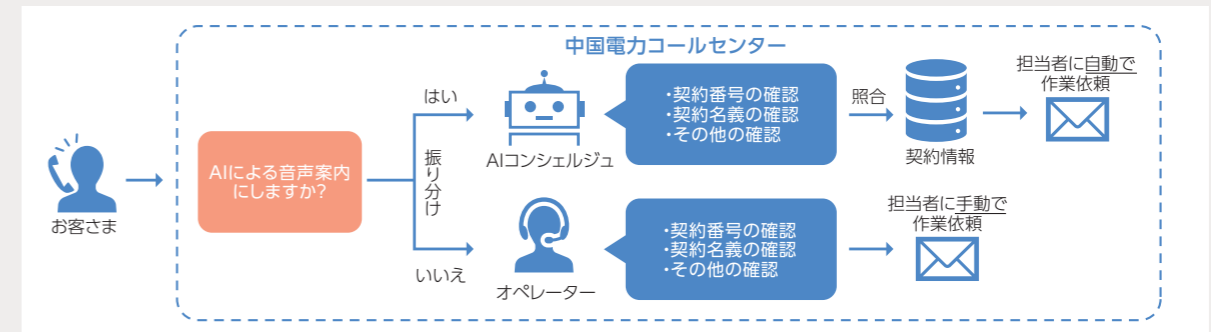 中国電力コールセンター
お客さま
AIによる音声案内
にしますか?
振り分け
はい
AIコンシェルジュ
・契約番号の確認
・契約名義の確認
・その他の確認
照合
契約情報
担当者に自動で
作業依頼
いいえ
オペレーター
・契約番号の確認
・契約名義の確認
・その他の確認
担当者に手動で
作業依頼